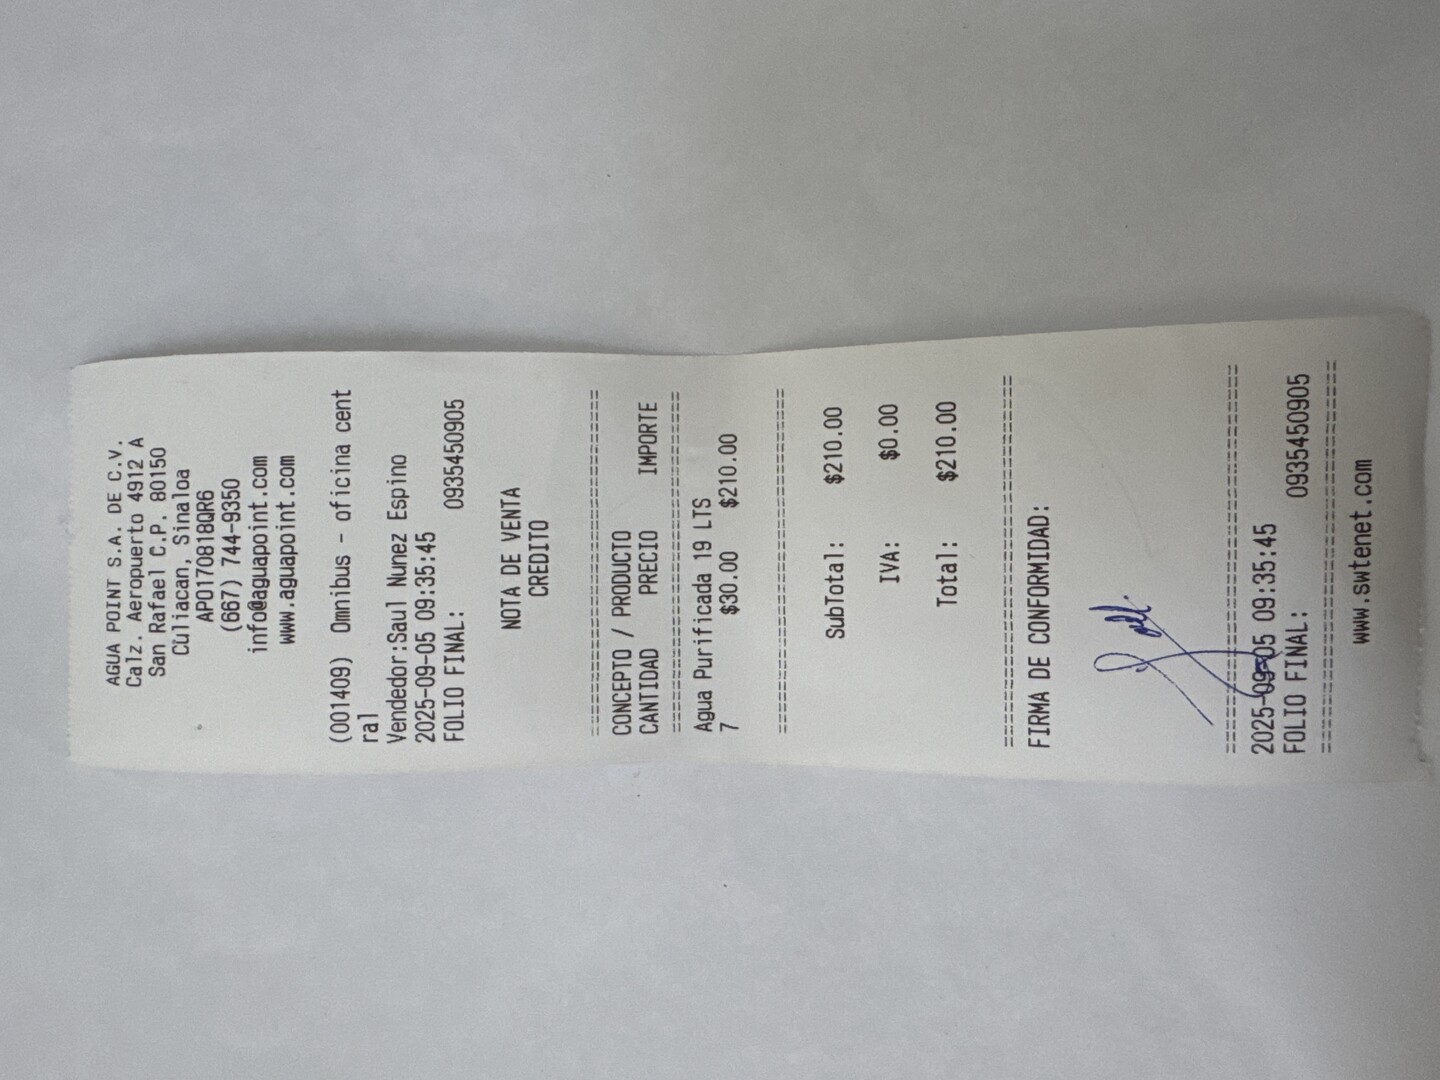 AGUA POINT S.A. DE C.V.
Calz. Aeropuerto 4912 A
San Rafael C.P. 80150
Culiacan, Sinaloa
APO170818QR6
(667) 744-9350
info@aguapoint.com
www.aguapoint.com
(001409) Omnibus - oficina cent
ral
Vendedor:Saul Nunez Espino
2025-09-05 09:35:45
FOLIO FINAL: 0935450905
NOTA DE VENTA
CREDITO
===============================
CONCEPTO / PRODUCTO
CANTIDAD PRECIO IMPORTE
===============================
Agua Purificada 19 LTS
7 $30.00 $210.00
===============================
SubTotal: $210.00
IVA: $0.00
Total: $210.00
===============================
FIRMA DE CONFORMIDAD:
===============================
2025-09-05 09:35:45
FOLIO FINAL: 0935450905
===============================
www.swtenet.com